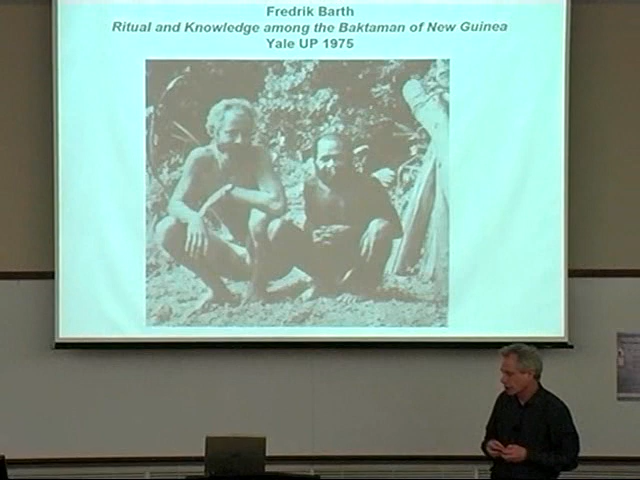 Fredrik Barth
Ritual and Knowledge among the Baktaman of New Guinea
Yale UP 1975